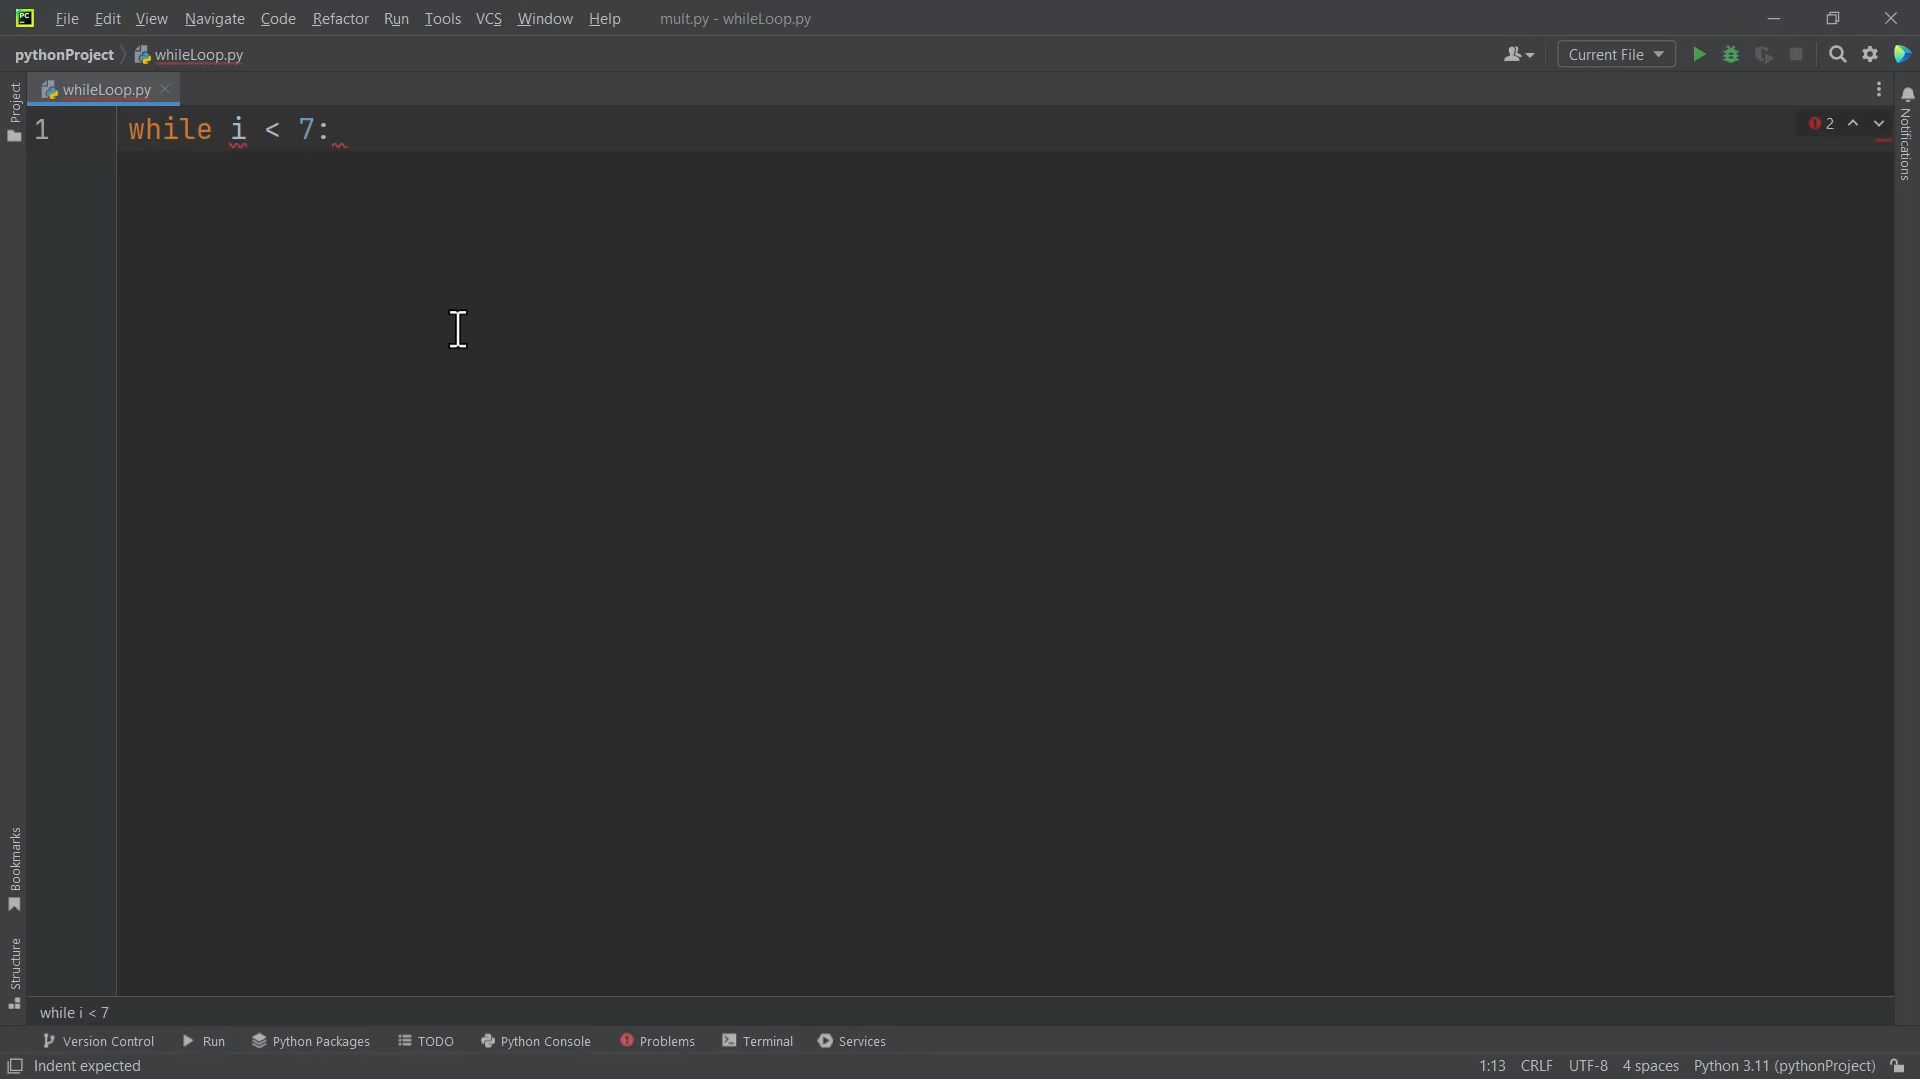 PC
File Edit View Navigate Code Refactor Run Tools VCS Window Help mult.py - whileLoop.py
pythonProject whileLoop.py Current File
whileLoop.py
Project
1 while i < 7: 2
Notifications
Bookmarks
Structure
while i < 7
Version Control Run Python Packages TODO Python Console Problems Terminal Services
Indent expected 1:13 CRLF UTF-8 4 spaces Python 3.11 (pythonProject)